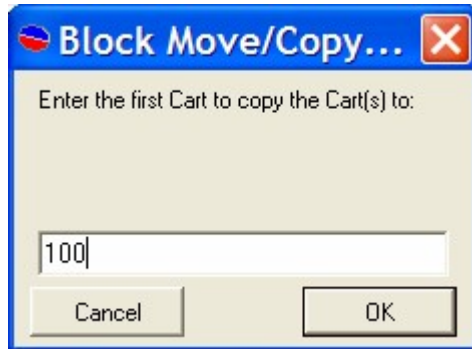 Block Move/Copy...
Enter the first Cart to copy the Cart(s) to:
100
Cancel
OK